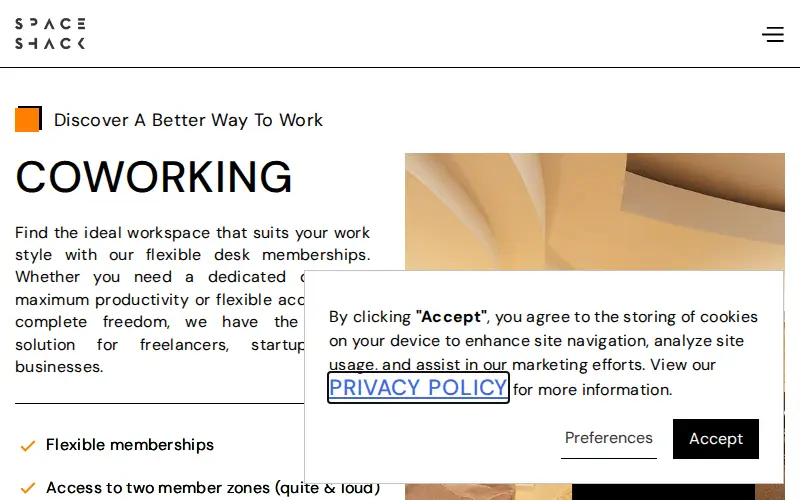 SPACE
SHACK
Discover A Better Way To Work
COWORKING
Find the ideal workspace that suits your work
style with our flexible desk memberships.
Whether you need a dedicated
maximum productivity or flexible
complete freedom, we have the
solution for freelancers,
businesses.
Flexible memberships
Access to two member zones (quite & loud)
By clicking "Accept", you agree to the storing of cookies
on your device to enhance site navigation, analyze site
usage, and assist in our marketing efforts. View our
PRIVACY POLICY for more information.
Preferences
Accept